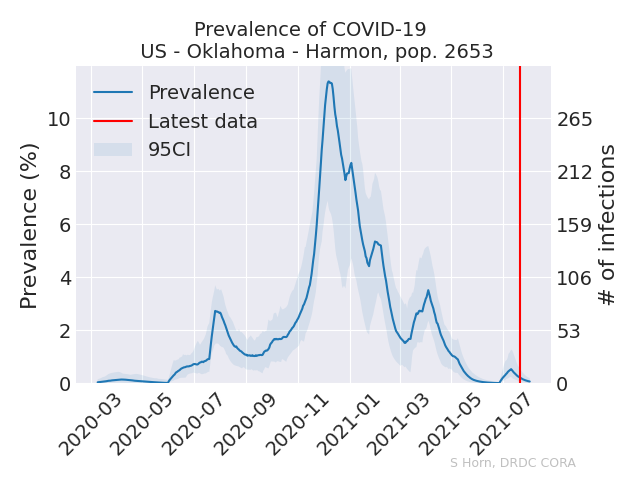 Prevalence of COVID-19
US - Oklahoma - Harmon, pop. 2653
Prevalence
Latest data
95CI
Prevalence (%)
10
8
6
4
2
0
# of infections
265
212
159
106
53
0
2020-03
2020-05
2020-07
2020-09
2020-11
2021-01
2021-03
2021-05
2021-07
S Horn, DRDC CORA